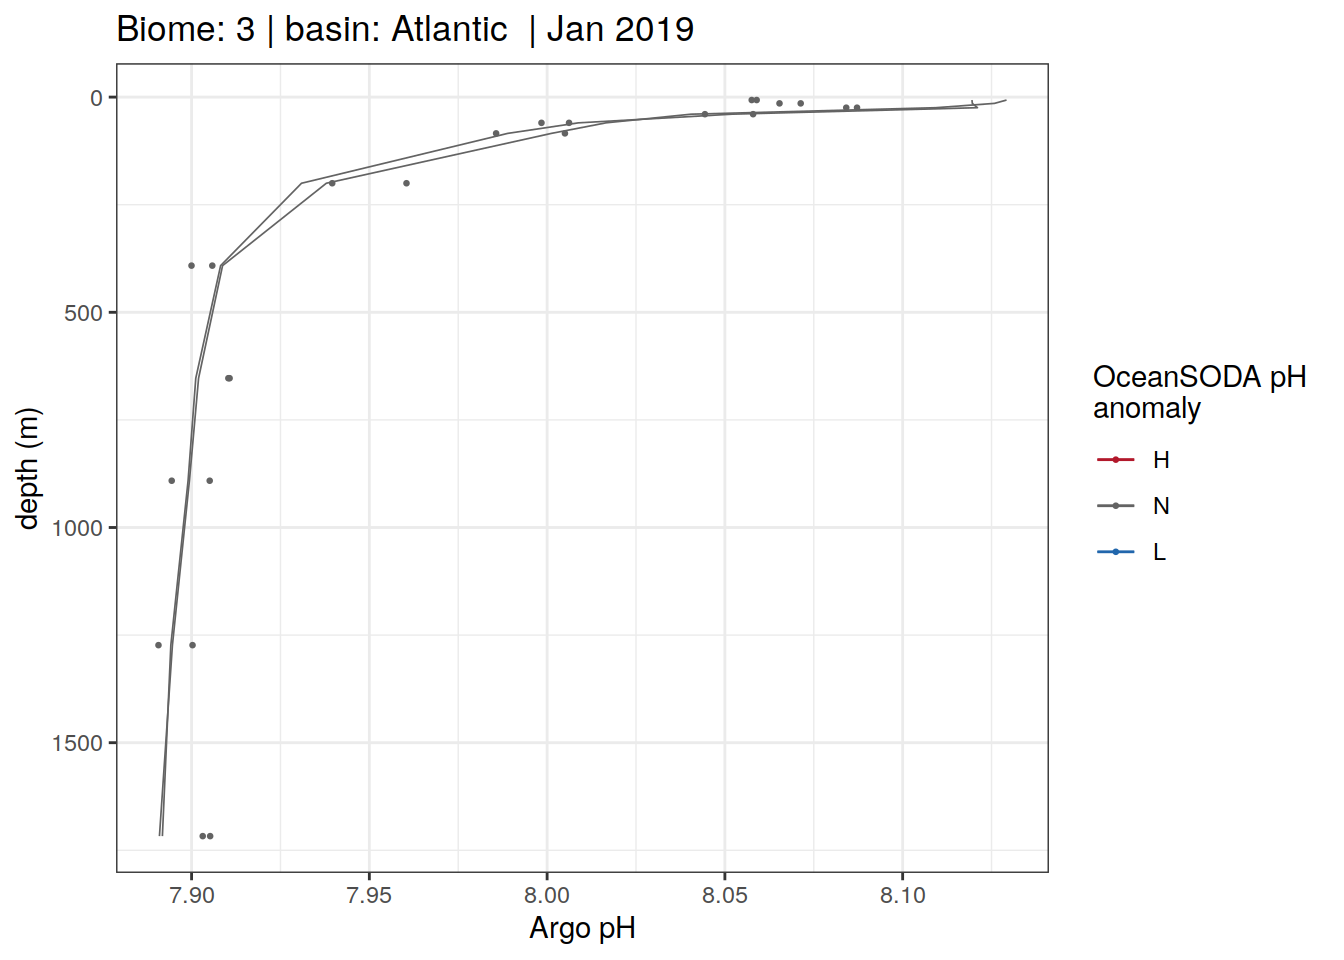 Biome: 3 | basin: Atlantic  | Jan 2019
0
500
1000
1500
depth (m)
7.90
7.95
8.00
8.05
8.10
Argo pH
OceanSODA pH
anomaly
H
N
L